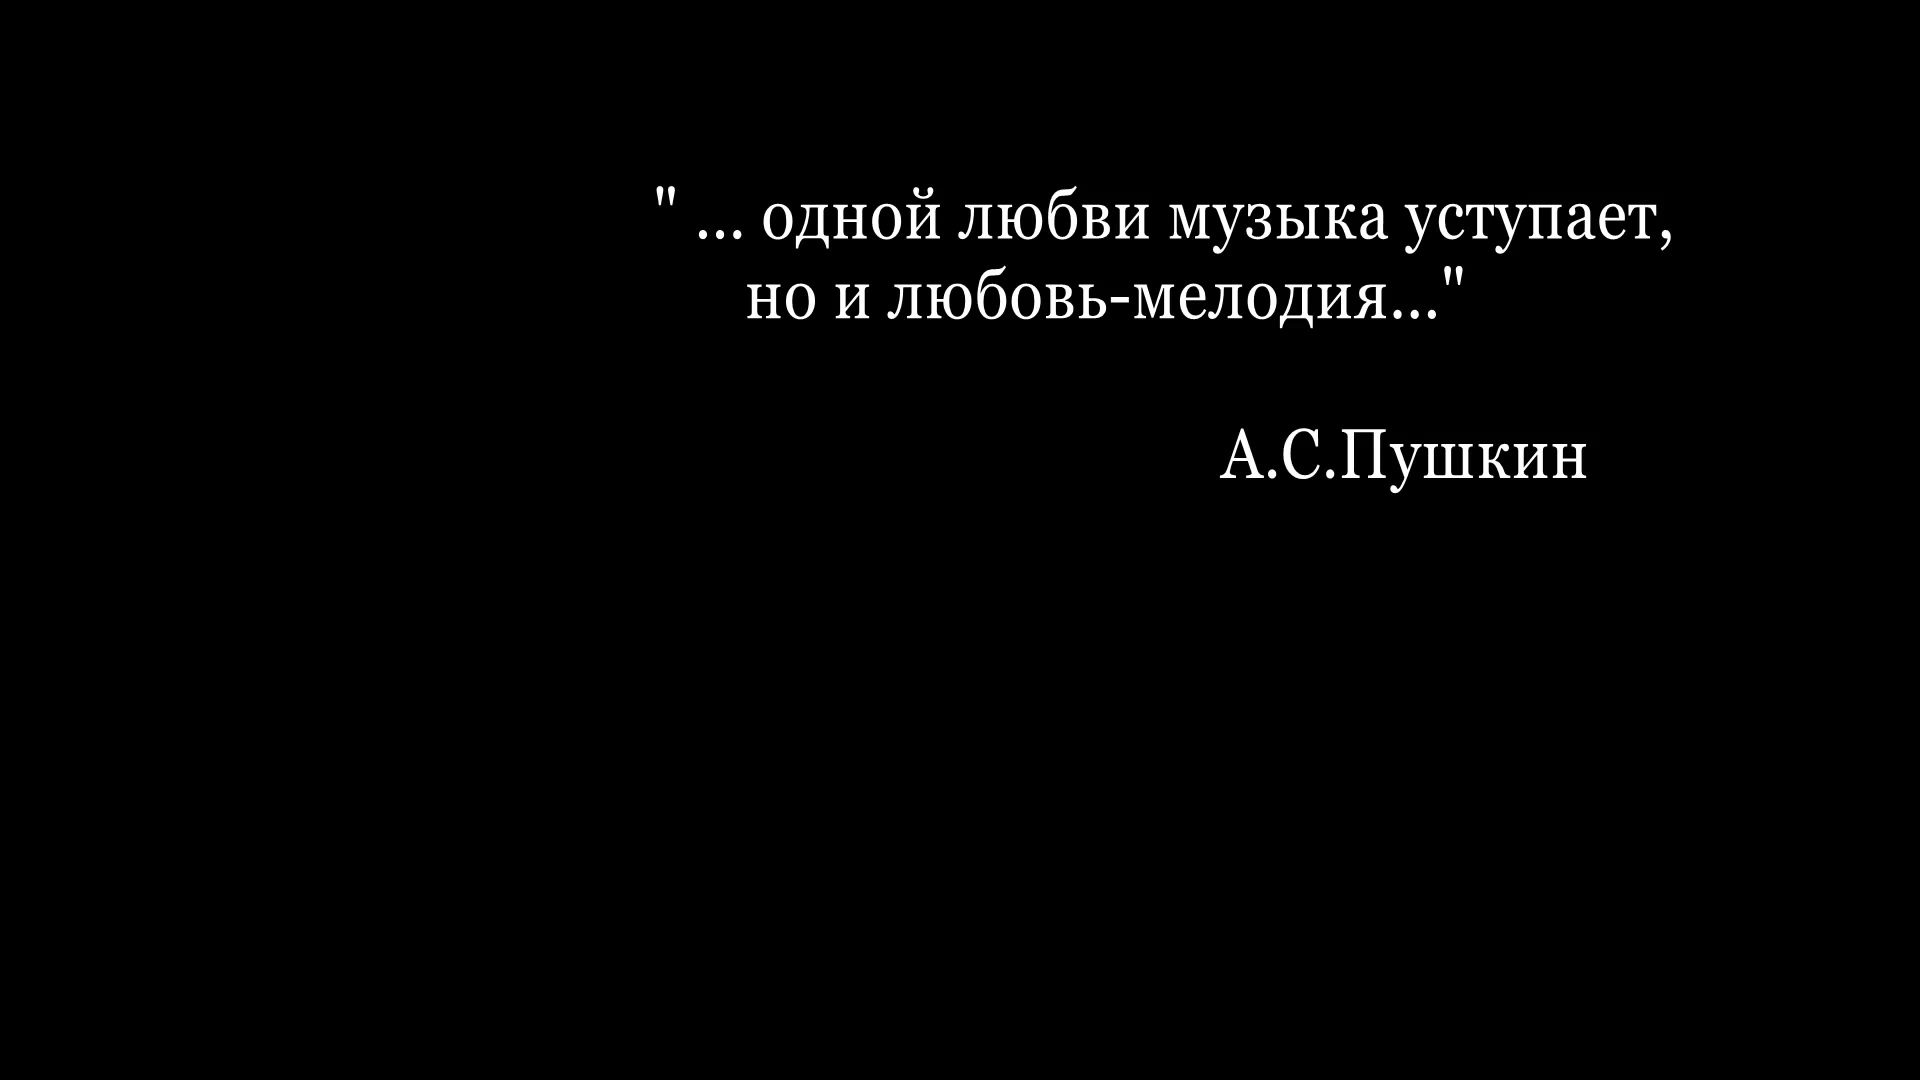 " ... одной любви музыка уступает,
но и любовь-мелодия..."
А.С.Пушкин